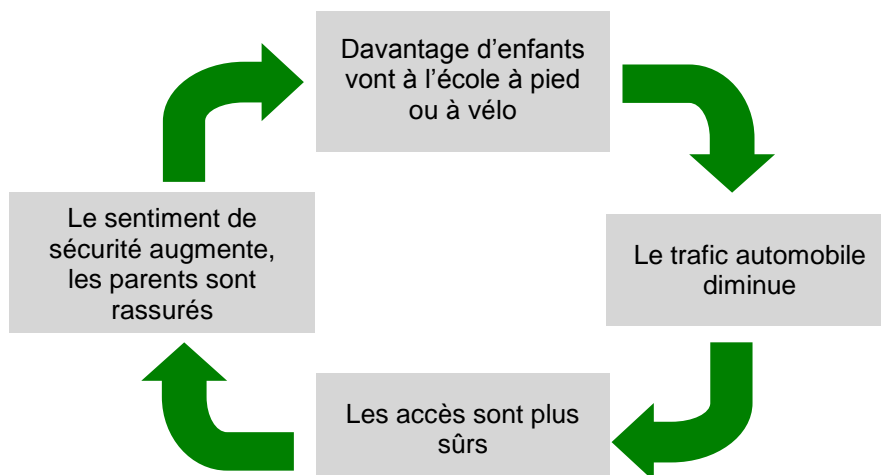 Davantage d’enfants
vont à l’école à pied
ou à vélo
Le trafic automobile
diminue
Les accès sont plus
sûrs
Le sentiment de
sécurité augmente,
les parents sont
rassurés